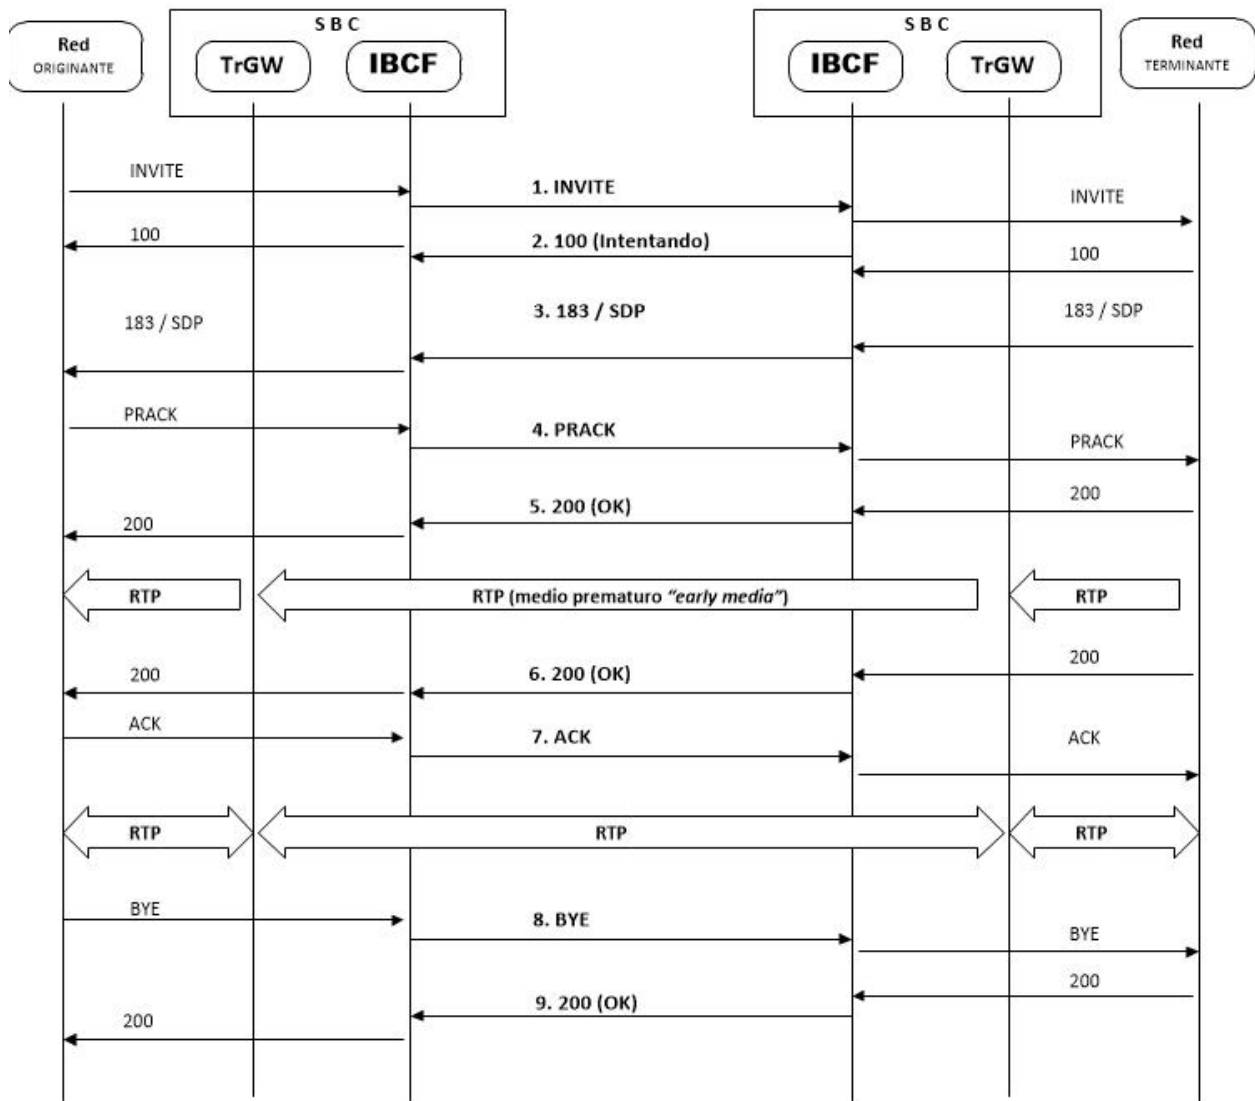 S B C
S B C
Red
ORIGINANTE
TrGW
IBCF
IBCF
TrGW
Red
TERMINANTE
INVITE
1. INVITE
INVITE
100
2. 100 (Intentando)
100
183 / SDP
3. 183 / SDP
183 / SDP
PRACK
4. PRACK
PRACK
200
5. 200 (OK)
200
RTP
RTP (medio prematuro “early media”)
RTP
200
6. 200 (OK)
200
ACK
7. ACK
ACK
RTP
RTP
RTP
BYE
8. BYE
BYE
200
9. 200 (OK)
200